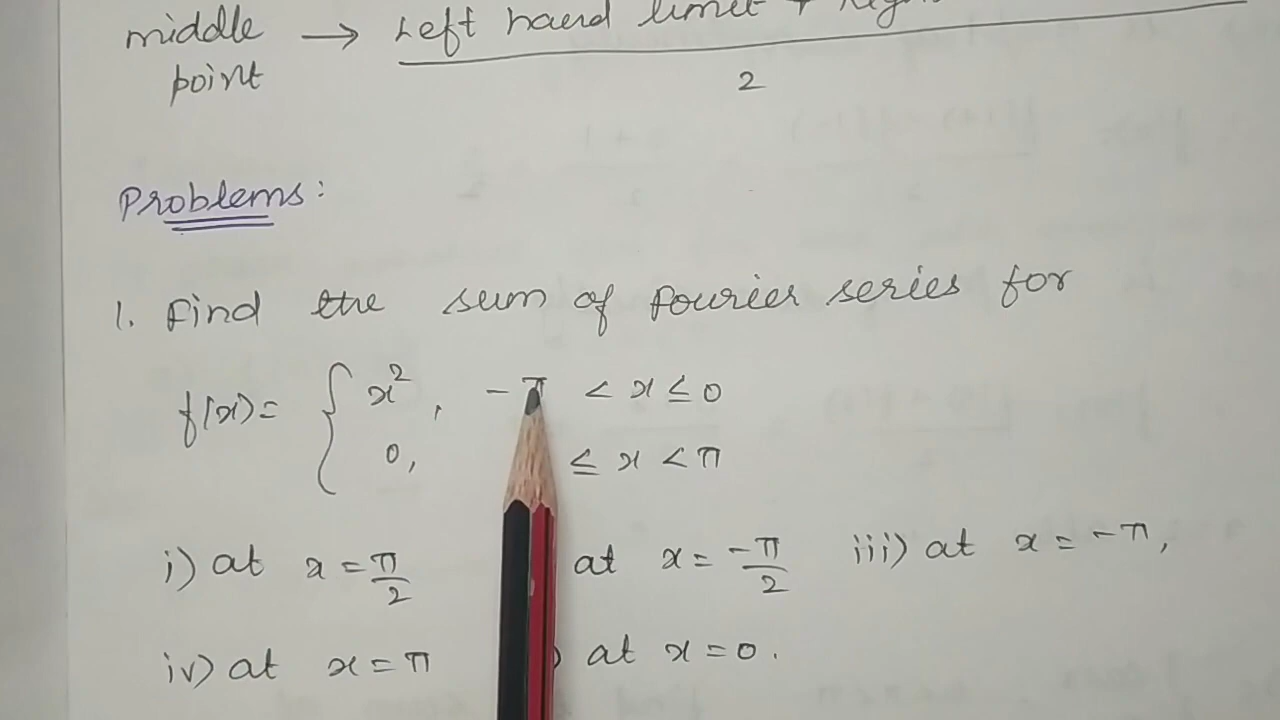 middle → Left hand limit +
point 2
Problems:
1. Find the sum of Fourier series for
f(x) = { x², -π < x ≤ 0
0, ≤ x < π
i) at x = π/2 at x = -π/2 iii) at x = -π,
iv) at x = π ) at x = 0.